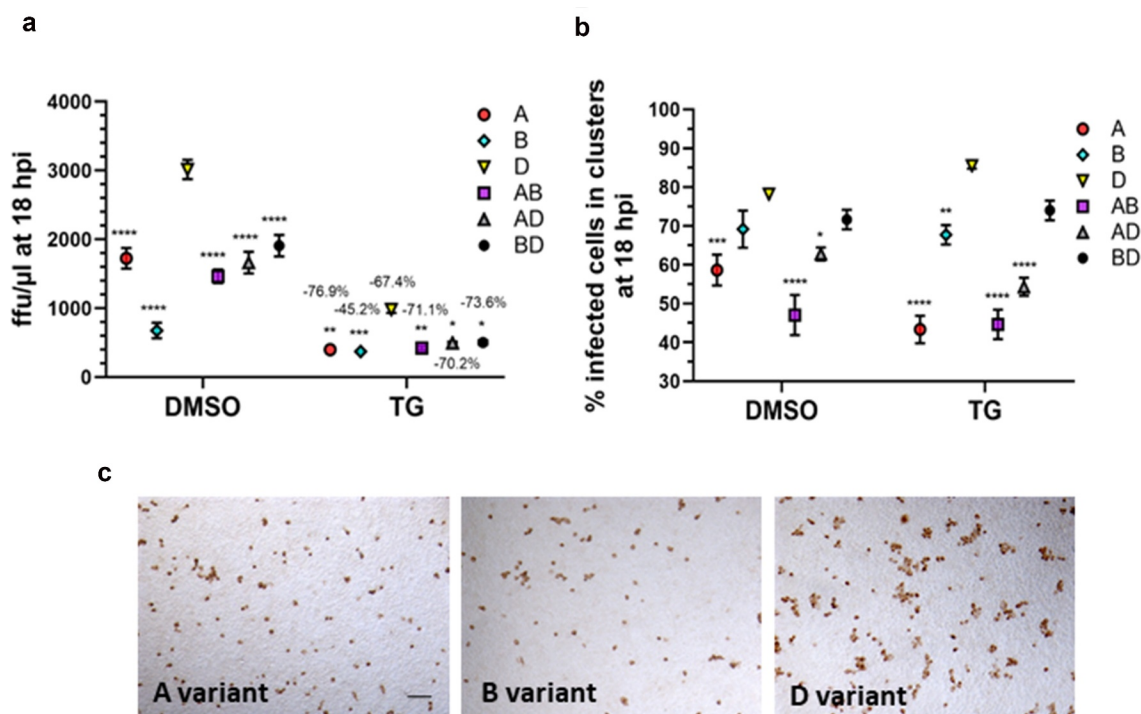 a
4000
3000
2000
1000
0
ffu/µl at 18 hpi
****
****
****
****
****
-76.9%
-67.4%
-45.2%
-71.1%
-73.6%
-70.2%
**
***
**
*
*
DMSO
TG
A
B
D
AB
AD
BD
b
100
90
80
70
60
50
40
30
% infected cells in clusters
at 18 hpi
***
****
*
****
**
****
****
DMSO
TG
A
B
D
AB
AD
BD
c
A variant
B variant
D variant